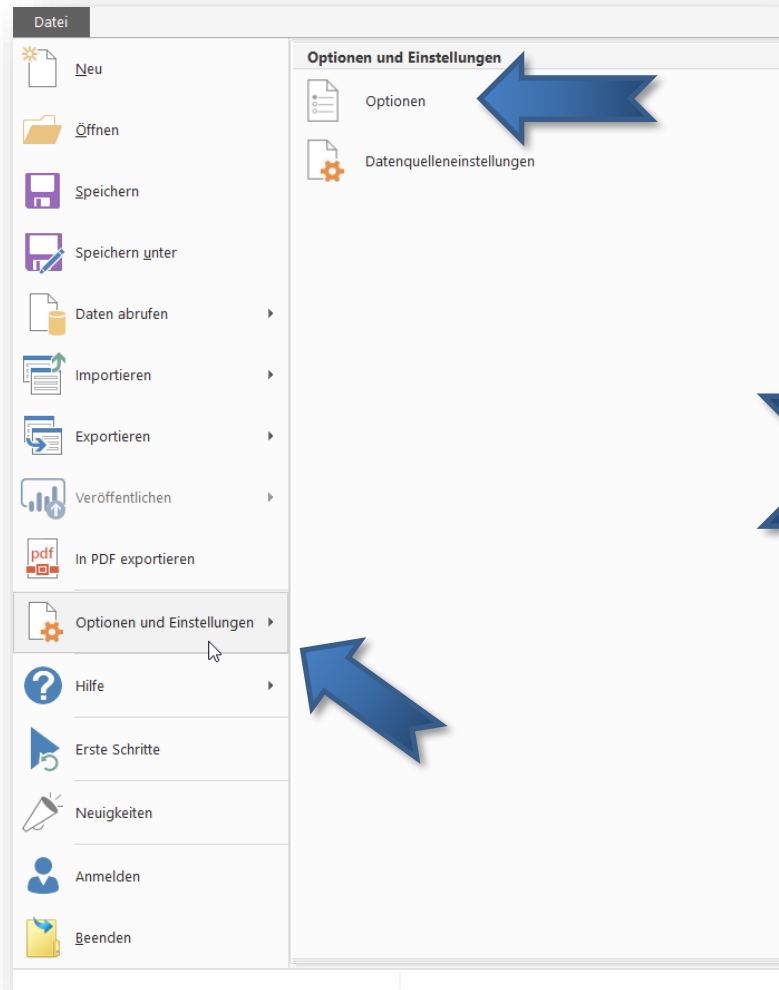 Datei
Neu
Öffnen
Speichern
Speichern unter
Daten abrufen
Importieren
Exportieren
Veröffentlichen
pdf
In PDF exportieren
Optionen und Einstellungen
Hilfe
Erste Schritte
Neuigkeiten
Anmelden
Beenden
Optionen und Einstellungen
Optionen
Datenquelleneinstellungen